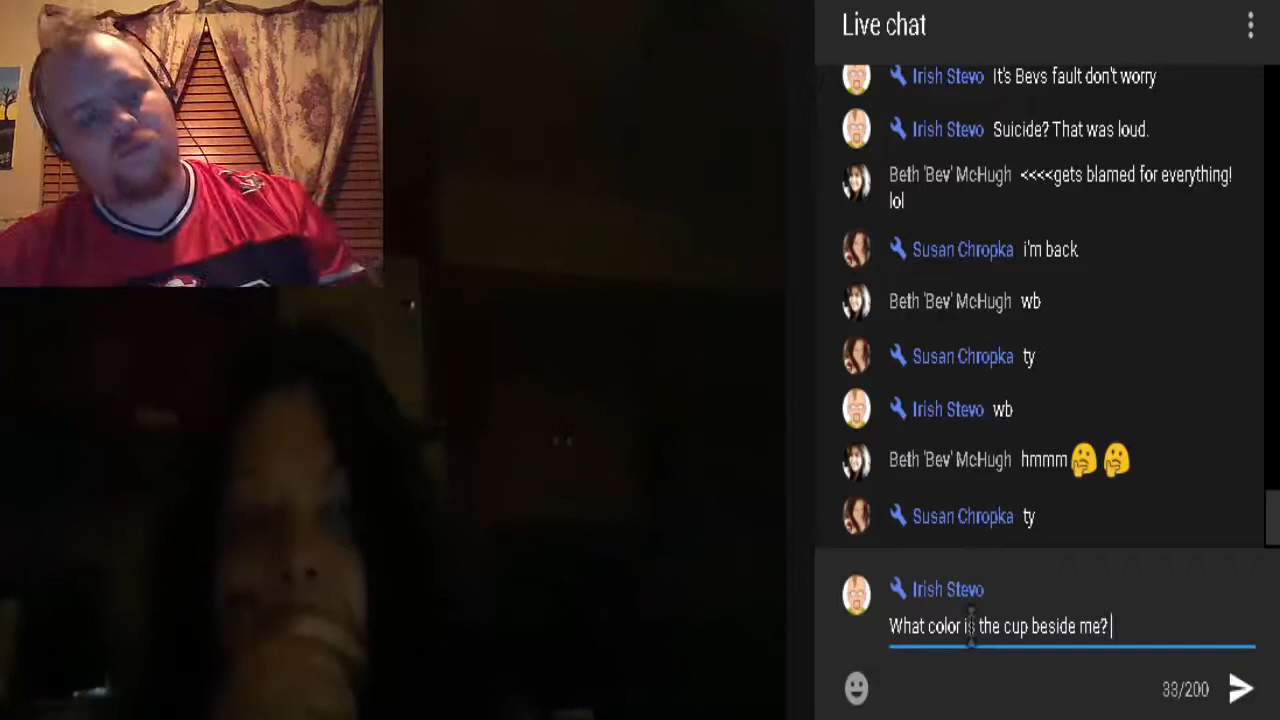 Live chat
Irish Stevo It's Bevs fault don't worry
Irish Stevo Suicide? That was loud.
Beth 'Bev' McHugh <<<<gets blamed for everything!
lol
Susan Chropka i'm back
Beth 'Bev' McHugh wb
Susan Chropka ty
Irish Stevo wb
Beth 'Bev' McHugh hmmm🤔🤔
Susan Chropka ty
Irish Stevo
What color is the cup beside me?
33/200